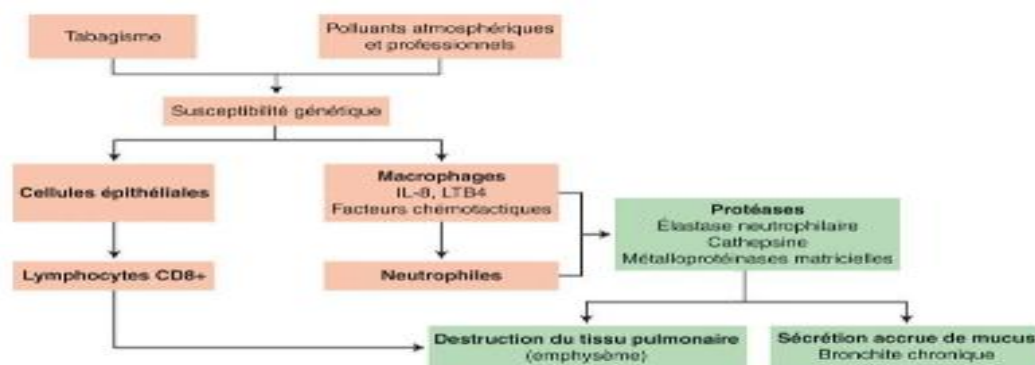 Tabagisme
Polluants atmosphériques
et professionnels
Susceptibilité génétique
Cellules épithéliales
Macrophages
IL-8, LTB4
Facteurs chemotactiques
Protéases
Élastase neutrophilaire
Cathepsine
Métalloprotéinases matricielles
Lymphocytes CD8+
Neutrophiles
Destruction du tissu pulmonaire
(emphysème)
Sécrétion accrue de mucus
Bronchite chronique